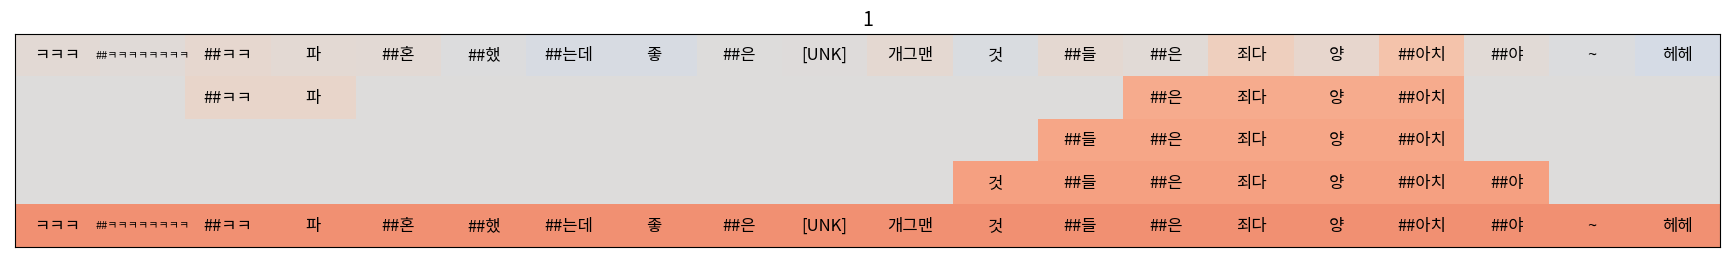 1
ㅋㅋㅋ ##ㅋㅋㅋㅋㅋㅋㅋㅋ ##ㅋㅋ 파 ##혼 ##했 ##는데 좋 ##은 [UNK] 개그맨 것 ##들 ##은 죄다 양 ##아치 ##야 ~ 헤헤
##ㅋㅋ 파 ##은 죄다 양 ##아치
##들 ##은 죄다 양 ##아치
것 ##들 ##은 죄다 양 ##아치 ##야
ㅋㅋㅋ ##ㅋㅋㅋㅋㅋㅋㅋㅋ ##ㅋㅋ 파 ##혼 ##했 ##는데 좋 ##은 [UNK] 개그맨 것 ##들 ##은 죄다 양 ##아치 ##야 ~ 헤헤